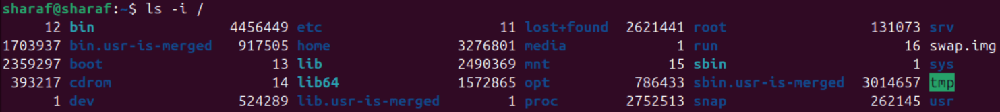 sharaf@sharaf:~$ ls -i /
     12 bin                4456449 etc                     11 lost+found  2621441 root                 131073 srv
1703937 bin.usr-is-merged   917505 home               3276801 media             1 run                      16 swap.img
2359297 boot                    13 lib                2490369 mnt              15 sbin                      1 sys
 393217 cdrom                   14 lib64              1572865 opt          786433 sbin.usr-is-merged  3014657 tmp
      1 dev                 524289 lib.usr-is-merged        1 proc        2752513 snap                 262145 usr